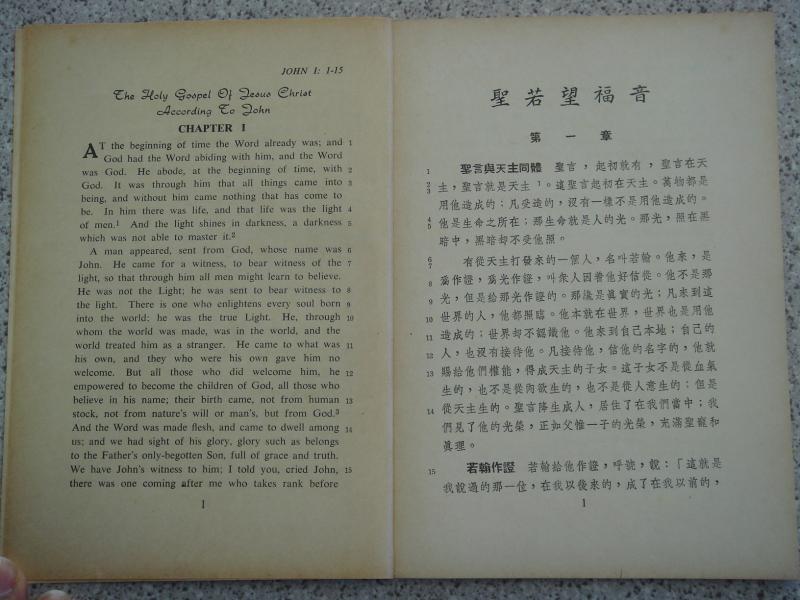 JOHN I: 1-15
The Holy Gospel Of Jesus Christ
According To John
CHAPTER I
AT the beginning of time the Word already was; and 1
God had the Word abiding with him, and the Word
was God. He abode, at the beginning of time, with 2
God. It was through him that all things came into 3
being, and without him came nothing that has come to
be. In him there was life, and that life was the light 4
of men.¹ And the light shines in darkness, a darkness 5
which was not able to master it.²
A man appeared, sent from God, whose name was 6
John. He came for a witness, to bear witness of the 7
light, so that through him all men might learn to believe.
He was not the Light; he was sent to bear witness to 8
the light. There is one who enlightens every soul born 9
into the world; he was the true Light. He, through 10
whom the world was made, was in the world, and the
world treated him as a stranger. He came to what was 11
his own, and they who were his own gave him no
welcome. But all those who did welcome him, he 12
empowered to become the children of God, all those who
believe in his name; their birth came, not from human 13
stock, not from nature's will or man's, but from God.³
And the Word was made flesh, and came to dwell among 14
us; and we had sight of his glory, glory such as belongs
to the Father's only-begotten Son, full of grace and truth.
We have John's witness to him; I told you, cried John, 15
there was one coming after me who takes rank before
1
聖若望福音
第一章
1 聖言與天主同體 聖言,起初就有,聖言在天
2 3 主,聖言就是天主¹。這聖言起初在天主。萬物都是
用他造成的;凡受造的,沒有一樣不是用他造成的。
4 5 他是生命之所在;那生命就是人的光。那光,照在黑
暗中,黑暗却不受他照。
6 7 有從天主打發來的一個人,名叫若翰。他來,是
8 爲作證,爲光作證,叫衆人因着他好信從。他不是那
9 光,但是給那光作證的。那纔是眞實的光;凡來到這
10 世界的人,他都照臨。他本就在世界,世界也是用他
11 造成的;世界却不認識他。他來到自己本地;自己的
12 人,也沒有接待他。凡接待他,信他的名字的,他就
13 賜給他們權能,得成天主的子女。這子女不是從血氣
生的,也不是從肉欲生的,也不是從人意生的;但是
14 從天主生的。聖言降生成人,居住了在我們當中;我
們見了他的光榮,正如父惟一子的光榮,充滿聖寵和
眞理。
15 若翰作證 若翰給他作證,呼號,說:「這就是
我說過的那一位,在我以後來的,成了在我以前的,
1